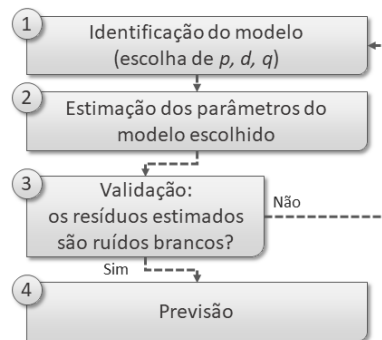 1
Identificação do modelo
(escolha de p, d, q)
2
Estimação dos parâmetros do
modelo escolhido
3
Validação:
os resíduos estimados
são ruídos brancos?
Não
Sim
4
Previsão